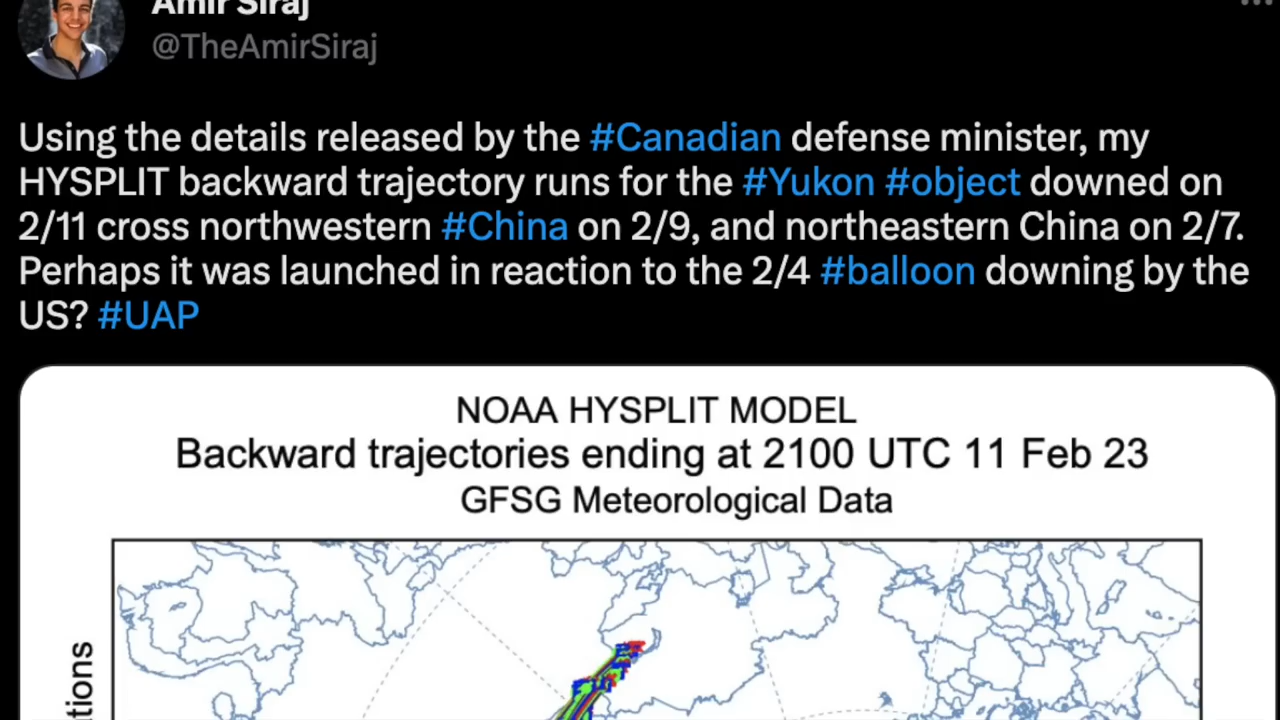 Amir Siraj
@TheAmirSiraj
Using the details released by the #Canadian defense minister, my
HYSPLIT backward trajectory runs for the #Yukon #object downed on
2/11 cross northwestern #China on 2/9, and northeastern China on 2/7.
Perhaps it was launched in reaction to the 2/4 #balloon downing by the
US? #UAP
NOAA HYSPLIT MODEL
Backward trajectories ending at 2100 UTC 11 Feb 23
GFSG Meteorological Data
tions